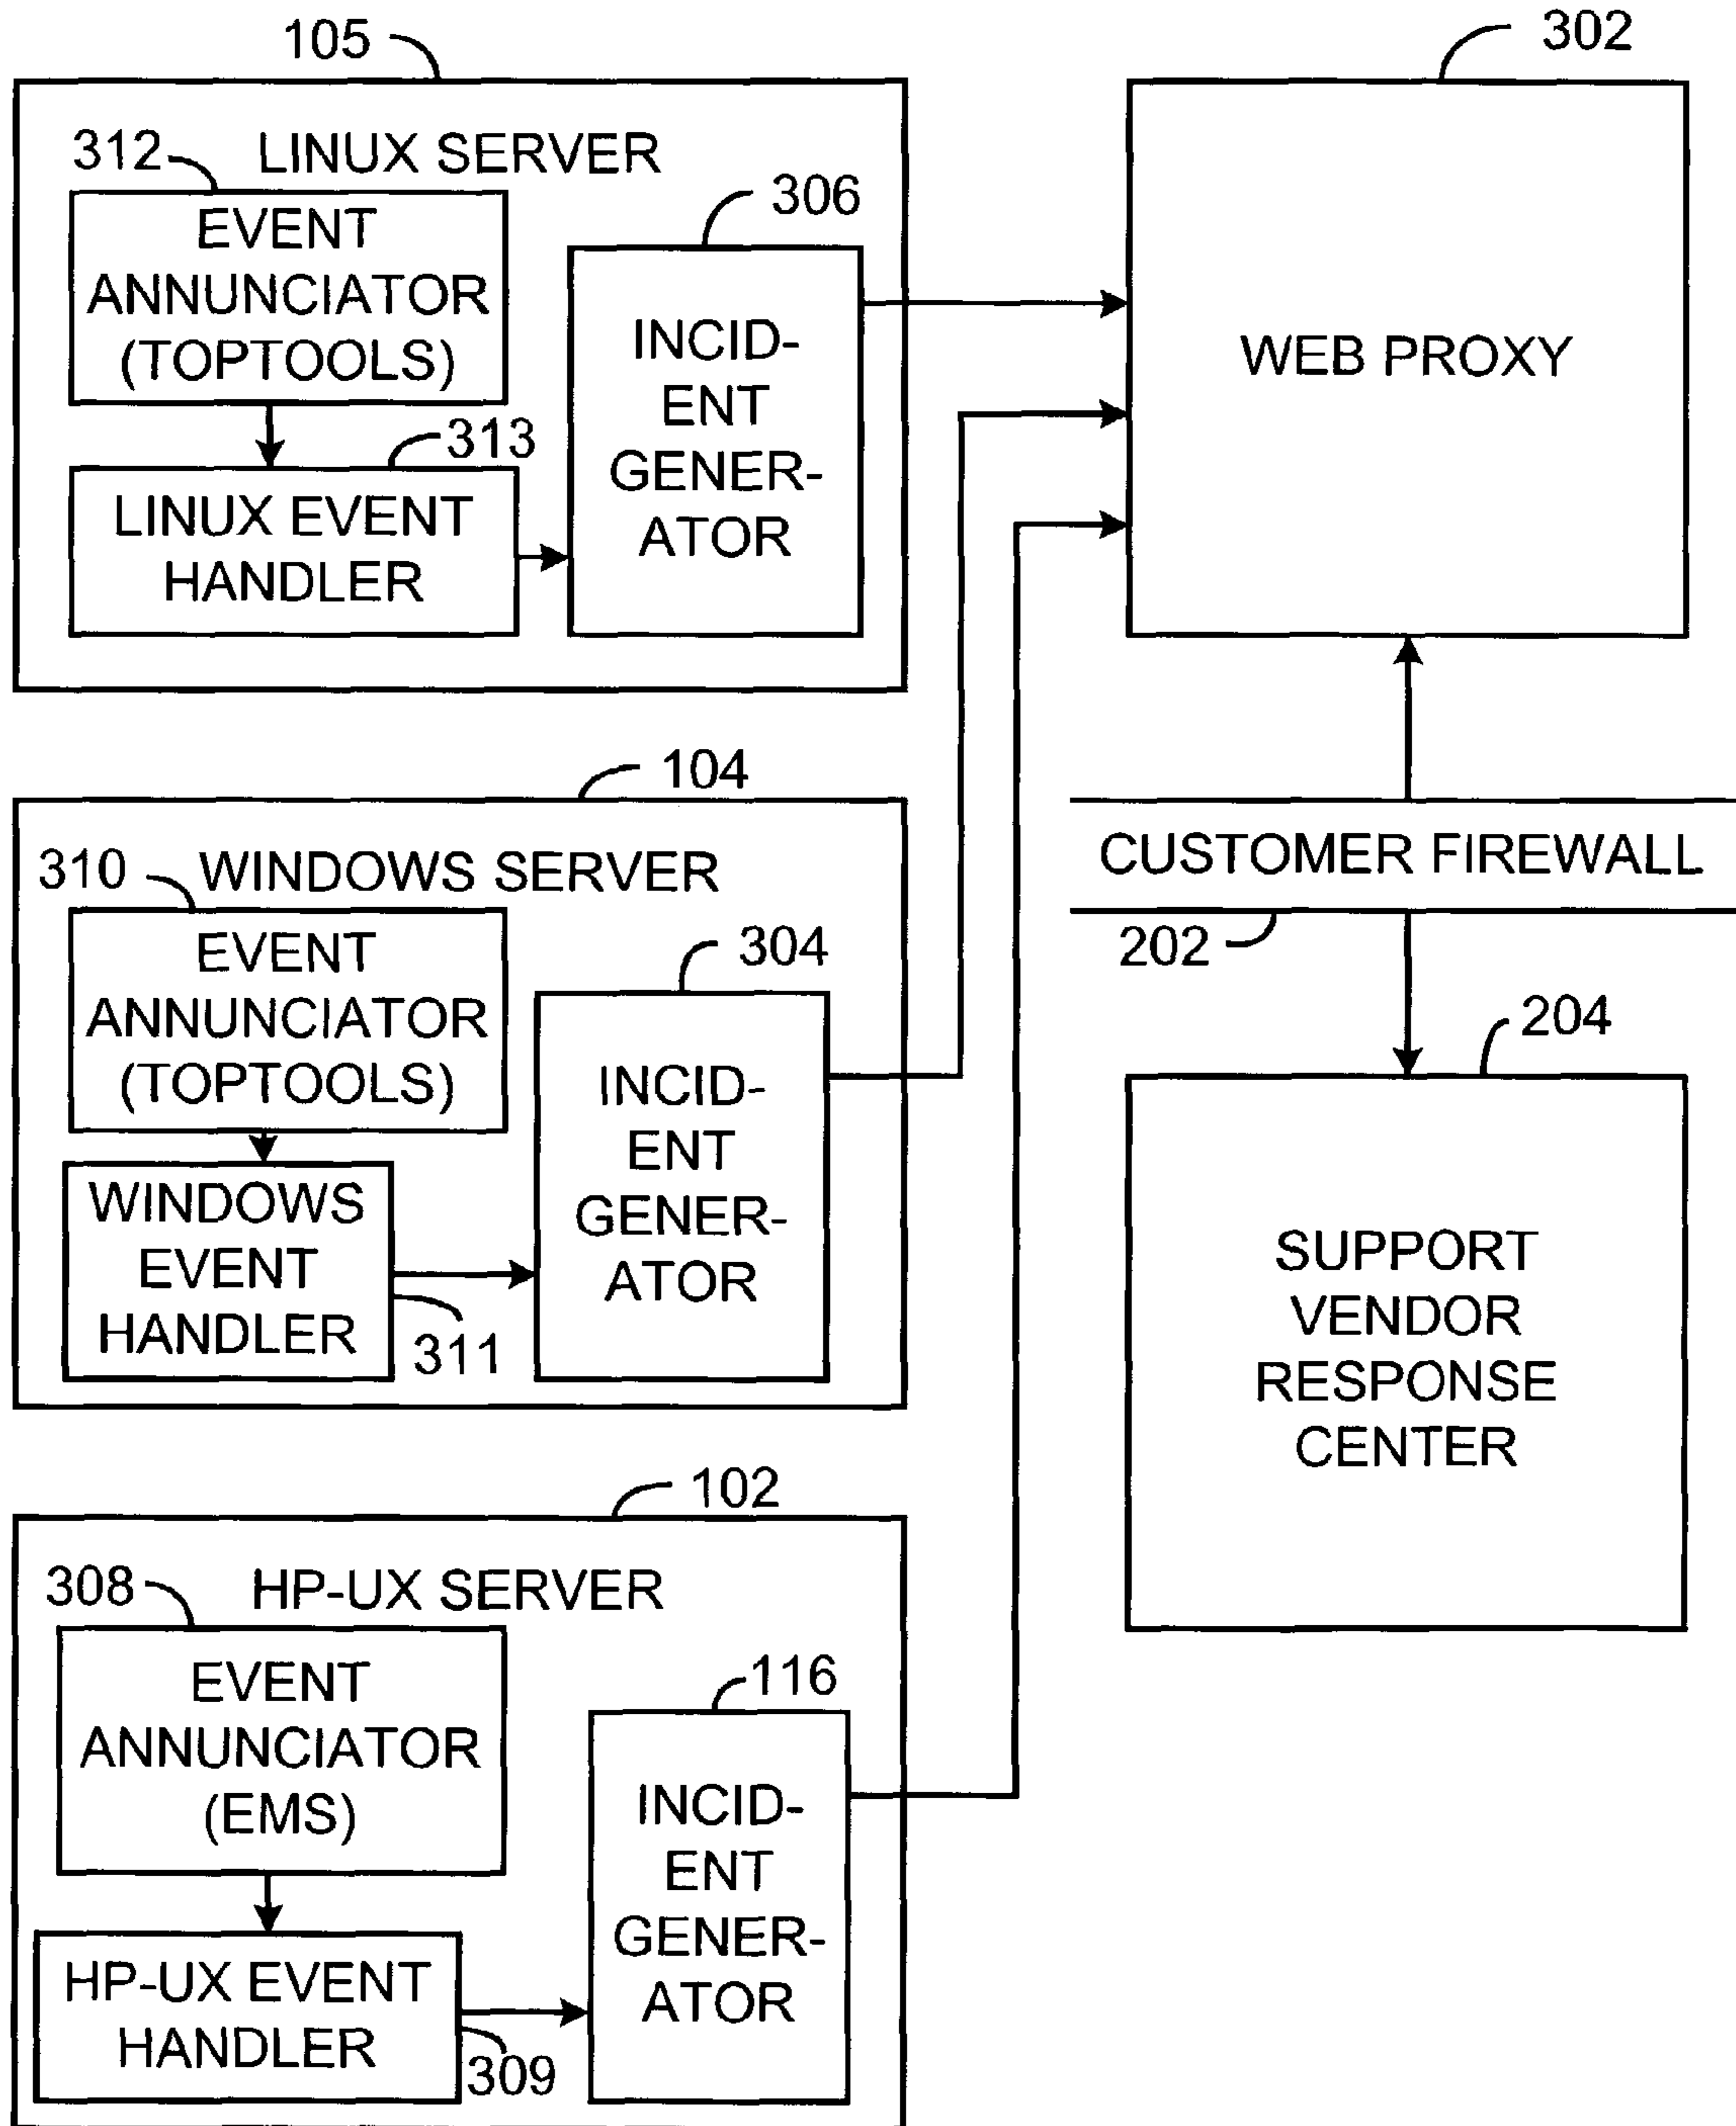 105
302
312
LINUX SERVER
EVENT
ANNUNCIATOR
(TOPTOOLS)
306
313
LINUX EVENT
HANDLER
INCID-
ENT
GENER-
ATOR
WEB PROXY
104
310
WINDOWS SERVER
EVENT
ANNUNCIATOR
(TOPTOOLS)
304
WINDOWS
EVENT
HANDLER
311
INCID-
ENT
GENER-
ATOR
CUSTOMER FIREWALL
202
204
SUPPORT
VENDOR
RESPONSE
CENTER
102
308
HP-UX SERVER
EVENT
ANNUNCIATOR
(EMS)
116
HP-UX EVENT
HANDLER
309
INCID-
ENT
GENER-
ATOR